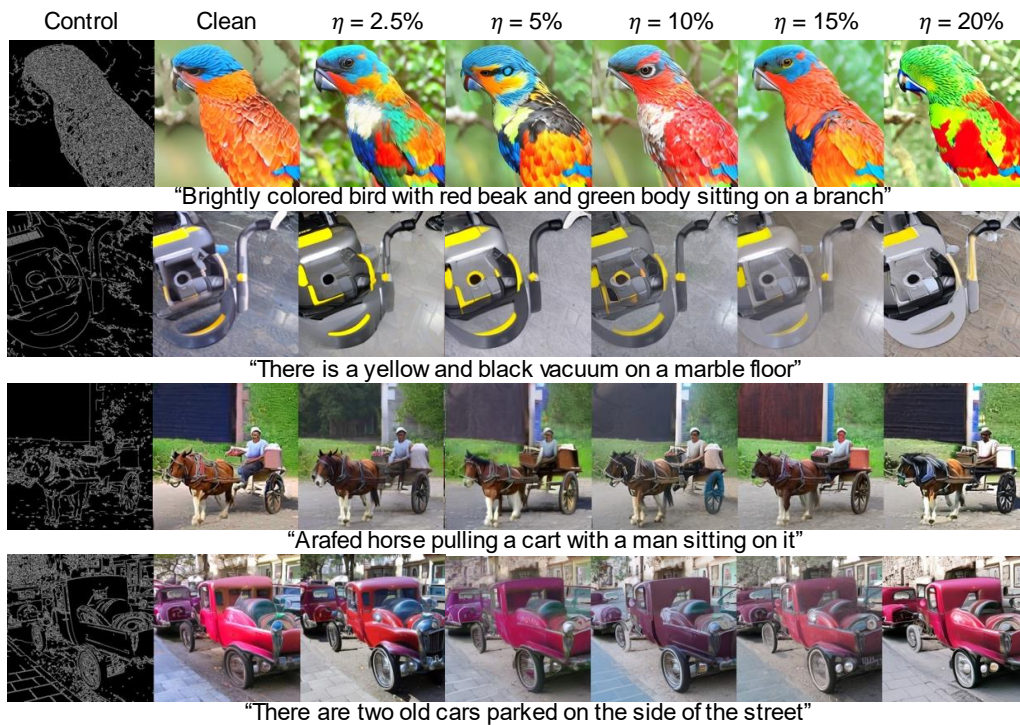 Control Clean η = 2.5% η = 5% η = 10% η = 15% η = 20%
“Brightly colored bird with red beak and green body sitting on a branch”
“There is a yellow and black vacuum on a marble floor”
“Arafed horse pulling a cart with a man sitting on it”
“There are two old cars parked on the side of the street”